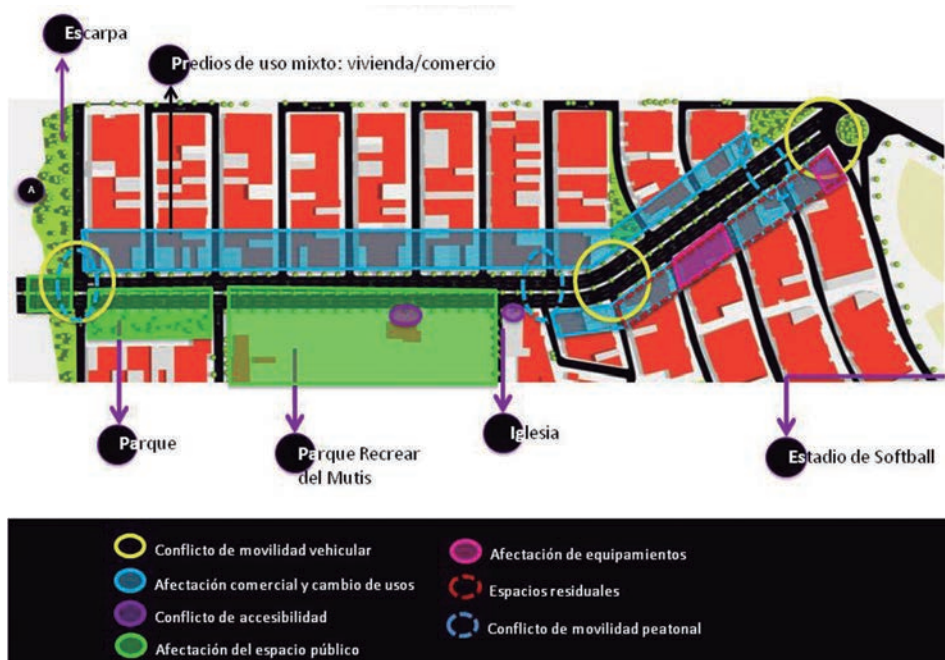 Escarpa
Predios de uso mixto: vivienda/comercio
A
Parque
Parque Recrear
del Mutis
Iglesia
Estadio de Softball
Conflicto de movilidad vehicular
Afectación comercial y cambio de usos
Conflicto de accesibilidad
Afectación del espacio público
Afectación de equipamientos
Espacios residuales
Conflicto de movilidad peatonal